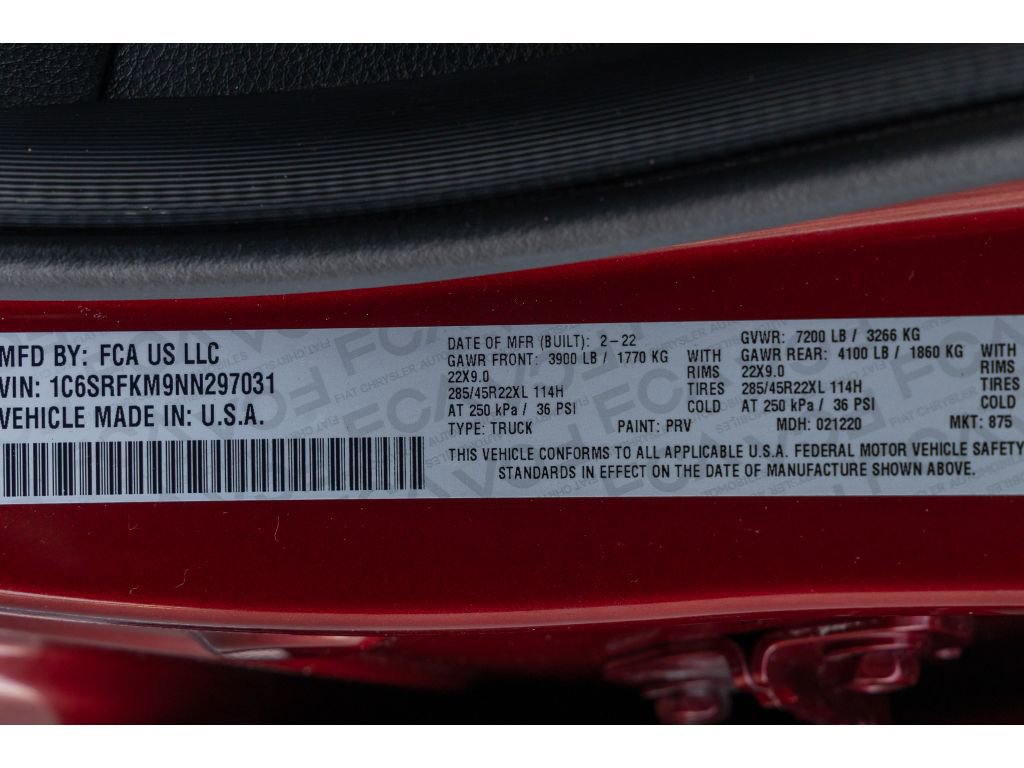 MFD BY: FCA US LLC
VIN: 1C6SRFKM9NN297031
VEHICLE MADE IN: U.S.A.
DATE OF MFR (BUILT): 2-22 GVWR: 7200 LB / 3266 KG
GAWR FRONT: 3900 LB / 1770 KG WITH GAWR REAR: 4100 LB / 1860 KG WITH
22X9.0 RIMS 22X9.0 RIMS
285/45R22XL 114H TIRES 285/45R22XL 114H TIRES
AT 250 kPa / 36 PSI COLD AT 250 kPa / 36 PSI COLD
TYPE: TRUCK PAINT: PRV MDH: 021220 MKT: 875
THIS VEHICLE CONFORMS TO ALL APPLICABLE U.S.A. FEDERAL MOTOR VEHICLE SAFETY
STANDARDS IN EFFECT ON THE DATE OF MANUFACTURE SHOWN ABOVE.